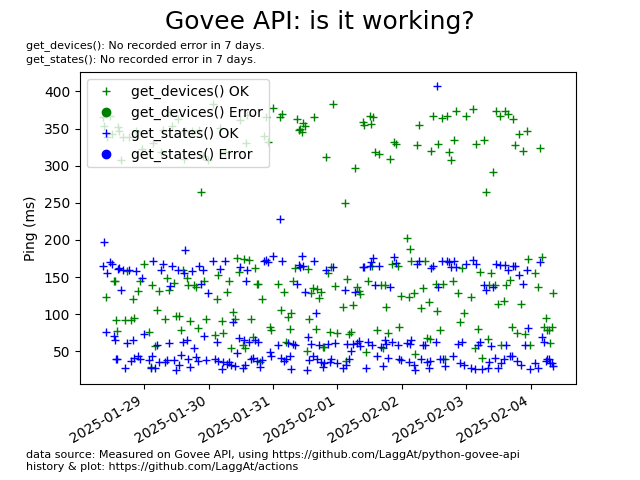 Govee API: is it working?
get_devices(): No recorded error in 7 days.
get_states(): No recorded error in 7 days.
get_devices() OK
get_devices() Error
get_states() OK
get_states() Error
Ping (ms)
400
350
300
250
200
150
100
50
2025-01-29
2025-01-30
2025-01-31
2025-02-01
2025-02-02
2025-02-03
2025-02-04
data source: Measured on Govee API, using https://github.com/LaggAt/python-govee-api
history & plot: https://github.com/LaggAt/actions